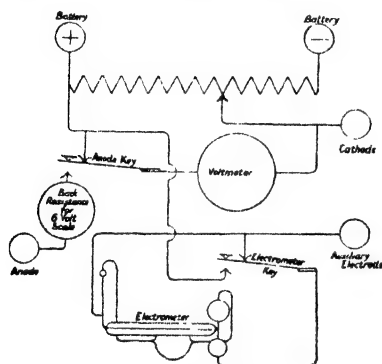 Battery
Battery
+
−
Anode Key
Voltmeter
Cathode
Back
Resistance
for
6 Volt
Scale
Anode
Auxiliary
Electrode
Electrometer
Key
Electrometer